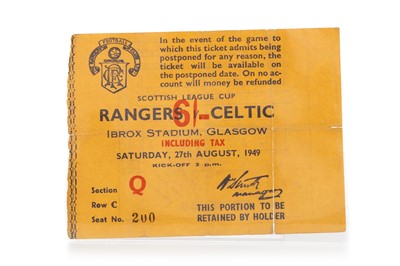 In the event of the game to
which this ticket admits being
postponed for any reason, the
ticket will be available on
the postponed date. On no ac-
count will money be refunded
SCOTTISH LEAGUE CUP
RANGERS 6/- CELTIC
IBROX STADIUM, GLASGOW
INCLUDING TAX
SATURDAY, 27th AUGUST, 1949
KICK-OFF 3 p.m.
Section Q
Row C
Seat No. 200
manager
THIS PORTION TO BE
RETAINED BY HOLDER